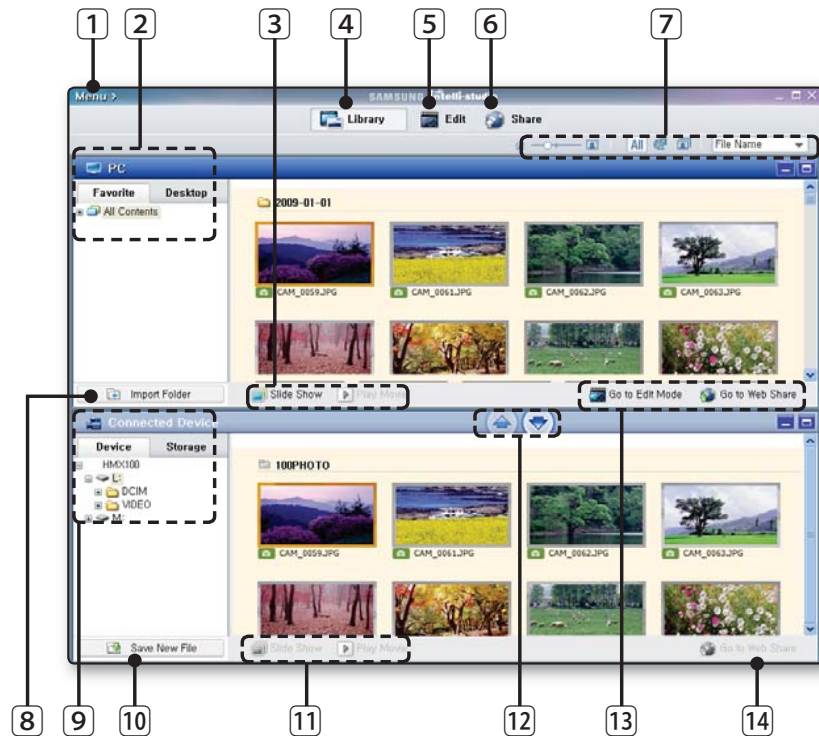 1 2 3 4 5 6 7
Menu >
SAMSUNG intelli-studio
Library Edit Share
All File Name
PC
Favorite Desktop
All Contents
2009-01-01
CAM_0059.JPG CAM_0061.JPG CAM_0062.JPG CAM_0063.JPG
Import Folder Slide Show Play Movie Go to Edit Mode Go to Web Share
Connected Device
Device Storage
HMX100
L:
DCIM
VIDEO
M:
100PHOTO
CAM_0059.JPG CAM_0061.JPG CAM_0062.JPG CAM_0063.JPG
Save New File Slide Show Play Movie Go to Web Share
8 9 10 11 12 13 14